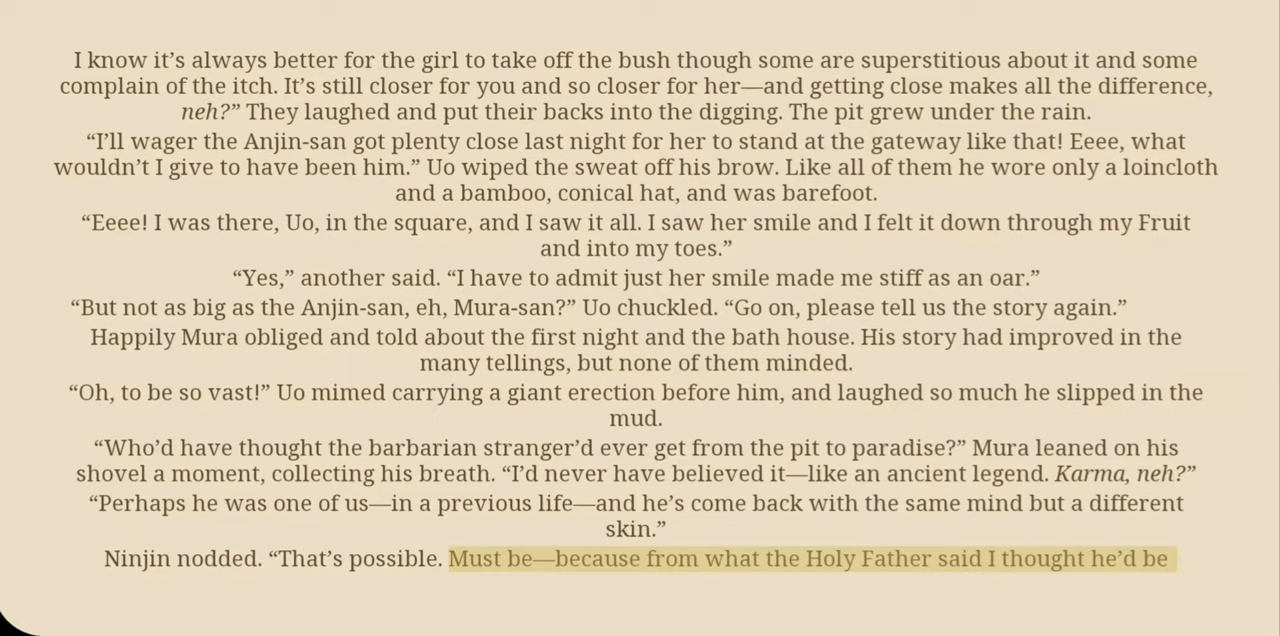 I know it’s always better for the girl to take off the bush though some are superstitious about it and some
complain of the itch. It’s still closer for you and so closer for her—and getting close makes all the difference,
neh?” They laughed and put their backs into the digging. The pit grew under the rain.
“I’ll wager the Anjin-san got plenty close last night for her to stand at the gateway like that! Eeee, what
wouldn’t I give to have been him.” Uo wiped the sweat off his brow. Like all of them he wore only a loincloth
and a bamboo, conical hat, and was barefoot.
“Eeee! I was there, Uo, in the square, and I saw it all. I saw her smile and I felt it down through my Fruit
and into my toes.”
“Yes,” another said. “I have to admit just her smile made me stiff as an oar.”
“But not as big as the Anjin-san, eh, Mura-san?” Uo chuckled. “Go on, please tell us the story again.”
Happily Mura obliged and told about the first night and the bath house. His story had improved in the
many tellings, but none of them minded.
“Oh, to be so vast!” Uo mimed carrying a giant erection before him, and laughed so much he slipped in the
mud.
“Who’d have thought the barbarian stranger’d ever get from the pit to paradise?” Mura leaned on his
shovel a moment, collecting his breath. “I’d never have believed it—like an ancient legend. Karma, neh?”
“Perhaps he was one of us—in a previous life—and he’s come back with the same mind but a different
skin.”
Ninjin nodded. “That’s possible. Must be—because from what the Holy Father said I thought he’d be